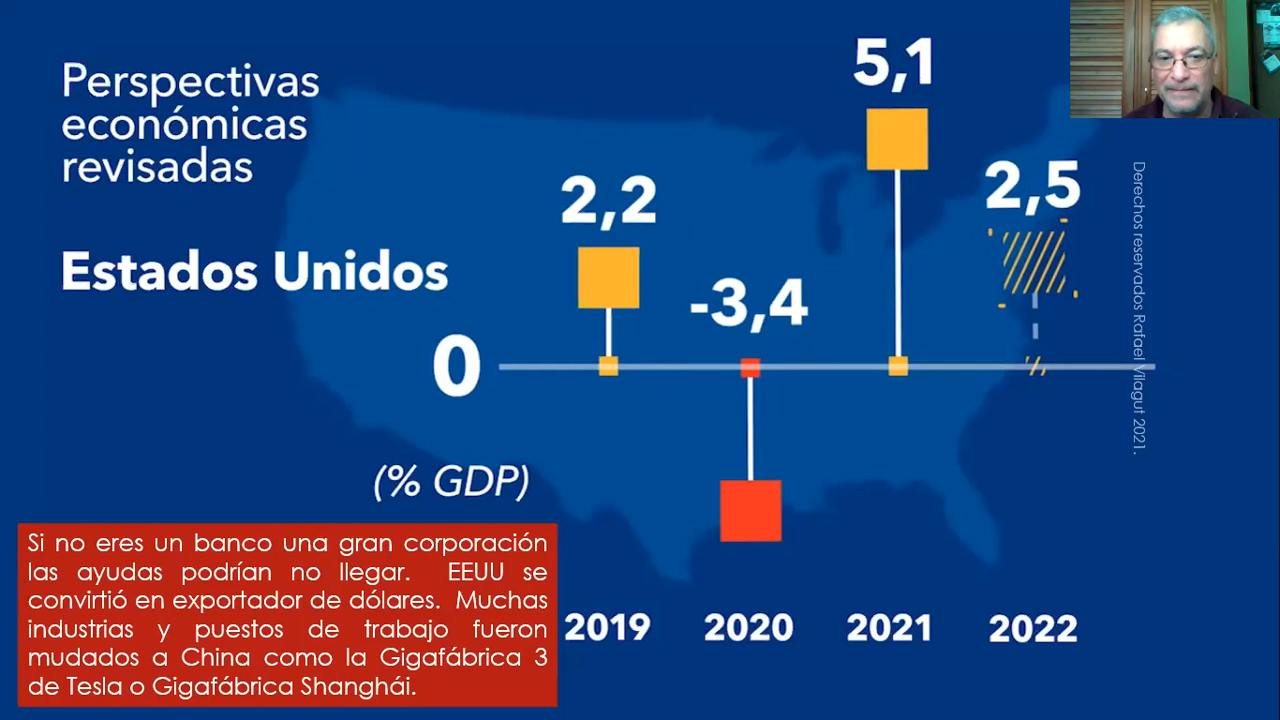 Perspectivas
económicas
revisadas
Estados Unidos
0
2,2
-3,4
5,1
2,5
(% GDP)
2019
2020
2021
2022
Si no eres un banco una gran corporación
las ayudas podrían no llegar. EEUU se
convirtió en exportador de dólares. Muchas
industrias y puestos de trabajo fueron
mudados a China como la Gigafábrica 3
de Tesla o Gigafábrica Shanghái.
Derechos reservados Rafael Vilagut 2021.